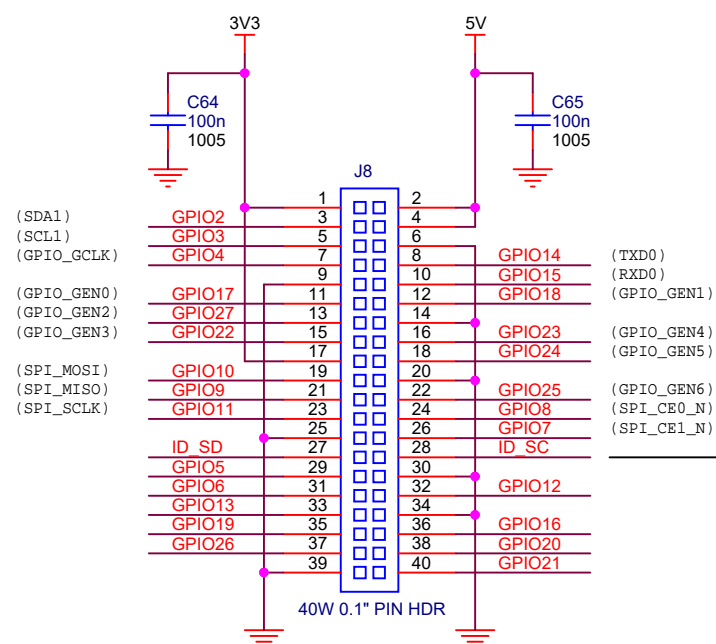 3V3 5V
C64 C65
100n 100n
1005 1005
J8
1 2
(SDA1) GPIO2 3 4
(SCL1) GPIO3 5 6
(GPIO_GCLK) GPIO4 7 8 GPIO14 (TXD0)
9 10 GPIO15 (RXD0)
(GPIO_GEN0) GPIO17 11 12 GPIO18 (GPIO_GEN1)
(GPIO_GEN2) GPIO27 13 14
(GPIO_GEN3) GPIO22 15 16 GPIO23 (GPIO_GEN4)
17 18 GPIO24 (GPIO_GEN5)
(SPI_MOSI) GPIO10 19 20
(SPI_MISO) GPIO9 21 22 GPIO25 (GPIO_GEN6)
(SPI_SCLK) GPIO11 23 24 GPIO8 (SPI_CE0_N)
25 26 GPIO7 (SPI_CE1_N)
ID_SD 27 28 ID_SC
GPIO5 29 30
GPIO6 31 32 GPIO12
GPIO13 33 34
GPIO19 35 36 GPIO16
GPIO26 37 38 GPIO20
39 40 GPIO21
40W 0.1" PIN HDR